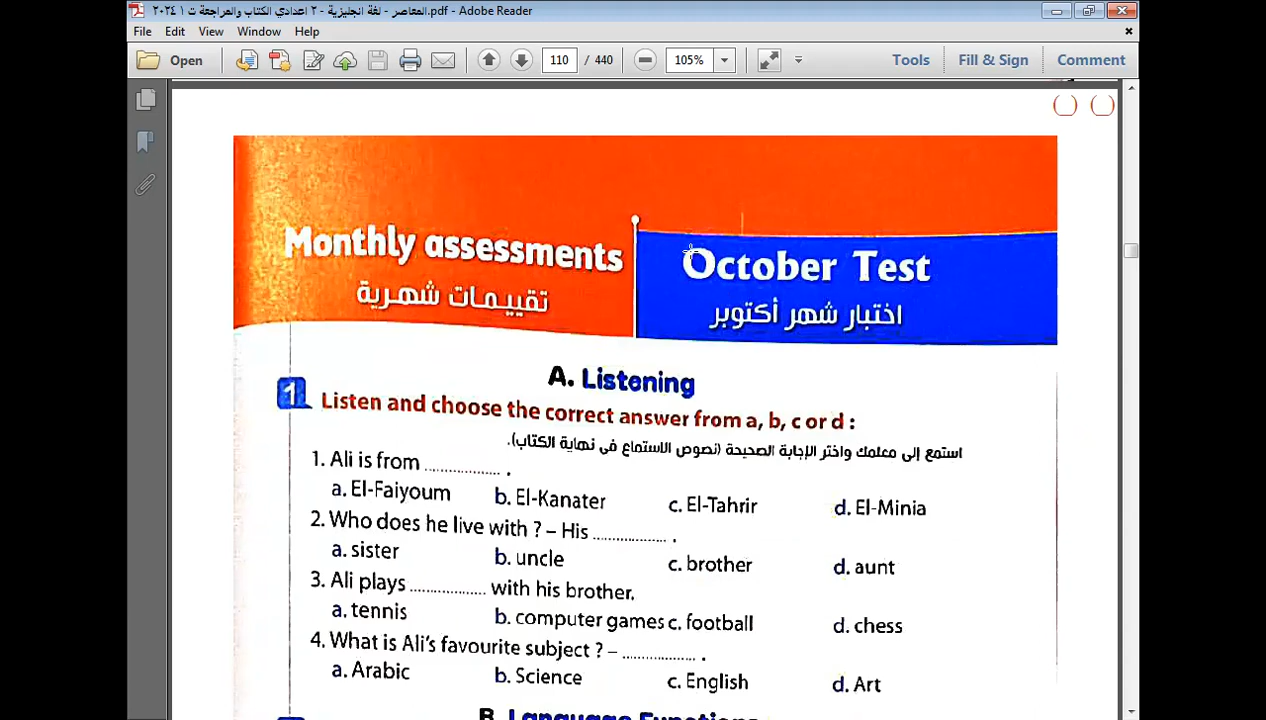 المعاصر - لغة انجليزية - ٢ اعدادي الكتاب والمراجعة ت ١ ٢٠٢٤.pdf - Adobe Reader
File Edit View Window Help
Open 110 / 440 105% Tools Fill & Sign Comment
Monthly assessments
تقييمات شهرية
October Test
اختبار شهر أكتوبر
A. Listening
1 Listen and choose the correct answer from a, b, c or d :
استمع إلى معلمك واختر الإجابة الصحيحة (نصوص الاستماع فى نهاية الكتاب).
1. Ali is from .................... .
a. El-Faiyoum b. El-Kanater c. El-Tahrir d. El-Minia
2. Who does he live with ? – His ................... .
a. sister b. uncle c. brother d. aunt
3. Ali plays .................... with his brother.
a. tennis b. computer games c. football d. chess
4. What is Ali's favourite subject ? – ................... .
a. Arabic b. Science c. English d. Art
B. Language Functions